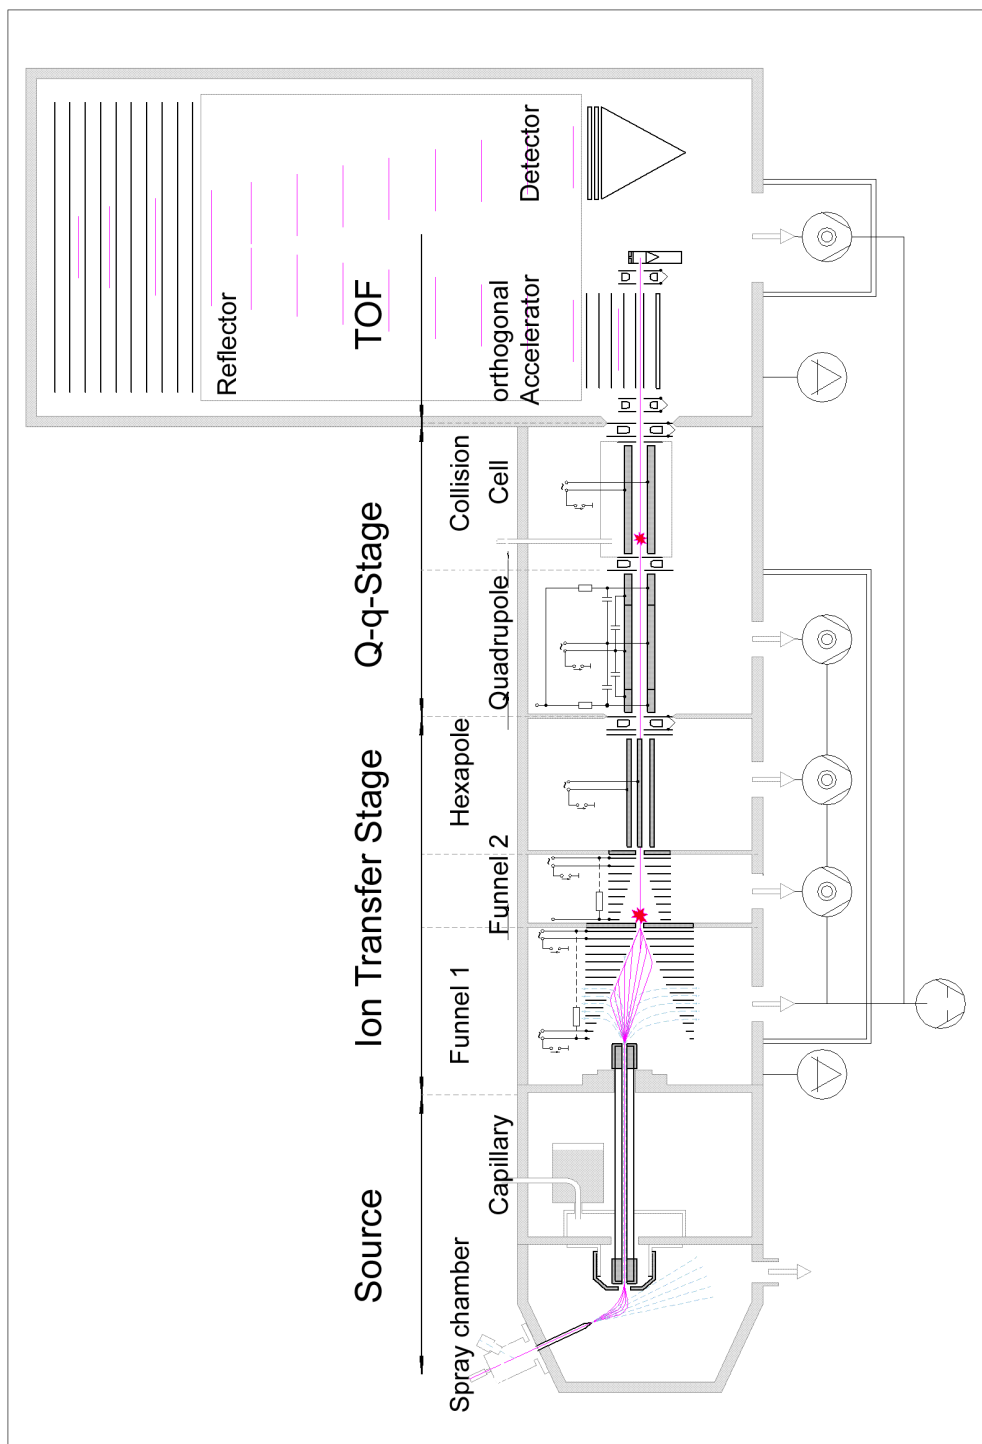 Source
Ion Transfer Stage
Q-q-Stage
TOF
Spray chamber
Capillary
Funnel 1
Funnel 2
Hexapole
Quadrupole
Collision
Cell
orthogonal
Accelerator
Reflector
Detector